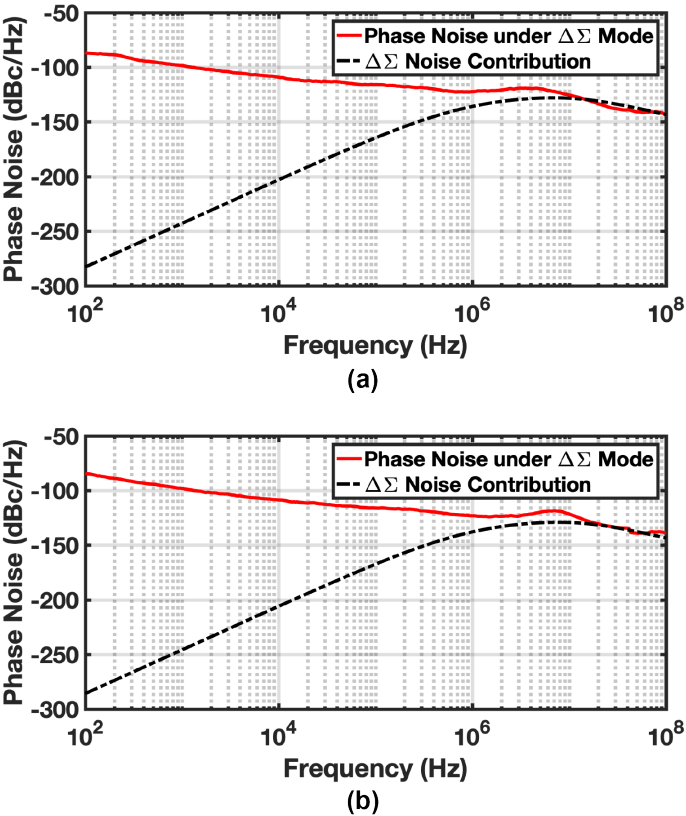 Phase Noise under ΔΣ Mode
ΔΣ Noise Contribution
Phase Noise (dBc/Hz)
-50
-100
-150
-200
-250
-300
10²
10⁴
10⁶
10⁸
Frequency (Hz)
(a)
Phase Noise under ΔΣ Mode
ΔΣ Noise Contribution
Phase Noise (dBc/Hz)
-50
-100
-150
-200
-250
-300
10²
10⁴
10⁶
10⁸
Frequency (Hz)
(b)